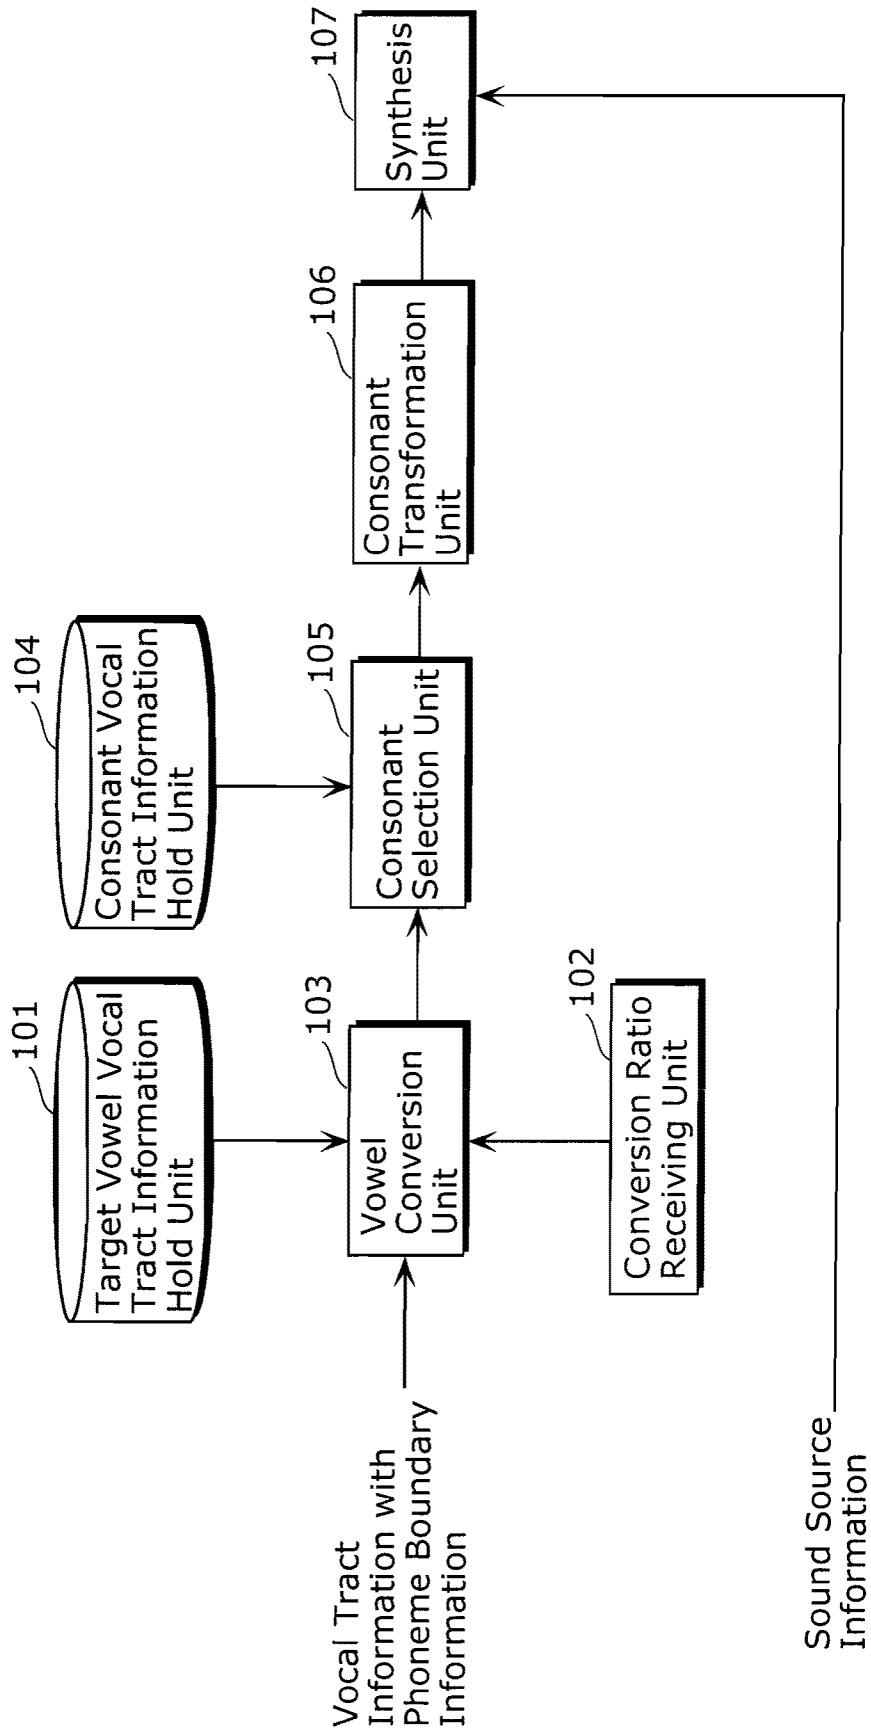 101
Target Vowel Vocal
Tract Information
Hold Unit
104
Consonant Vocal
Tract Information
Hold Unit
Vocal Tract
Information with
Phoneme Boundary
Information
103
Vowel
Conversion
Unit
105
Consonant
Selection Unit
106
Consonant
Transformation
Unit
107
Synthesis
Unit
102
Conversion Ratio
Receiving Unit
Sound Source
Information